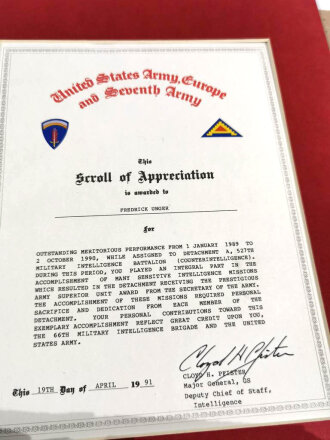 United States Army, Europe
and Seventh Army
This
Scroll of Appreciation
is awarded to
FREDRICK UNGER
For
OUTSTANDING MERITORIOUS PERFORMANCE FROM 1 JANUARY 1985 TO
2 OCTOBER 1990, WHILE ASSIGNED TO DETACHMENT A, 527TH
MILITARY INTELLIGENCE BATTALION (COUNTERINTELLIGENCE).
DURING THIS PERIOD, YOU PLAYED AN INTEGRAL PART IN THE
ACCOMPLISHMENT OF MANY SENSITIVE INTELLIGENCE MISSIONS
WHICH RESULTED IN THE DETACHMENT RECEIVING THE PRESTIGIOUS
ARMY SUPERIOR UNIT AWARD FROM THE SECRETARY OF THE ARMY.
THE ACCOMPLISHMENT OF THESE MISSIONS REQUIRED PERSONAL
SACRIFICE AND DEDICATION FROM EACH MEMBER OF THE
DETACHMENT. YOUR PERSONAL CONTRIBUTIONS TOWARD THIS
EXEMPLARY ACCOMPLISHMENT REFLECT GREAT CREDIT UPON YOU,
THE 66TH MILITARY INTELLIGENCE BRIGADE AND THE UNITED
STATES ARMY.
Cloyd H Pfister
CLOYD H. PFISTER
Major General, GS
Deputy Chief of Staff,
Intelligence
This 19TH Day of APRIL 19 91